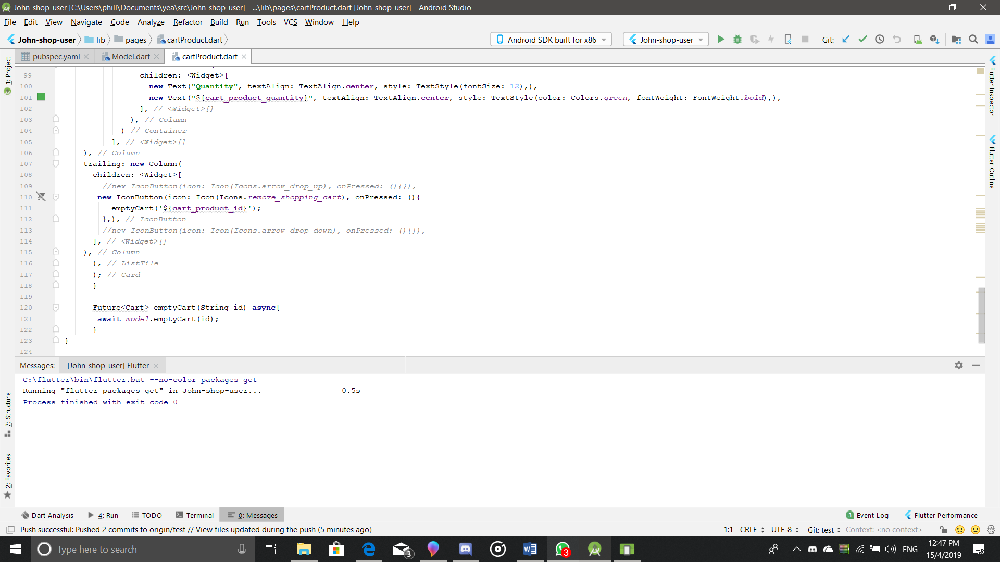 John-shop-user [C:\Users\phill\Documents\yea\src\John-shop-user] - ...\lib\pages\cartProduct.dart [John-shop-user] - Android Studio
File Edit View Navigate Code Analyze Refactor Build Run Tools VCS Window Help
John-shop-user lib pages cartProduct.dart Android SDK built for x86 John-shop-user Git:
pubspec.yaml Model.dart cartProduct.dart
1: Project
7: Structure
2: Favorites
99 children: <Widget>[
100 new Text("Quantity", textAlign: TextAlign.center, style: TextStyle(fontSize: 12),),
101 new Text("${cart_product_quantity}", textAlign: TextAlign.center, style: TextStyle(color: Colors.green, fontWeight: FontWeight.bold),),
102 ], // <Widget>[]
103 ), // Column
104 ) // Container
105 ], // <Widget>[]
106 ), // Column
107 trailing: new Column(
108 children: <Widget>[
109 //new IconButton(icon: Icon(Icons.arrow_drop_up), onPressed: (){}),
110 new IconButton(icon: Icon(Icons.remove_shopping_cart), onPressed: (){
111 emptyCart('${cart_product_id}');
112 },), // IconButton
113 //new IconButton(icon: Icon(Icons.arrow_drop_down), onPressed: (){}),
114 ], // <Widget>[]
115 ), // Column
116 ), // ListTile
117 ); // Card
118 }
119
120 Future<Cart> emptyCart(String id) async{
121 await model.emptyCart(id);
122 }
123 }
124
Flutter Inspector
Flutter Outline
Messages: [John-shop-user] Flutter
C:\flutter\bin\flutter.bat --no-color packages get
Running "flutter packages get" in John-shop-user... 0.5s
Process finished with exit code 0
Dart Analysis 4: Run TODO Terminal 0: Messages 3 Event Log Flutter Performance
Push successful: Pushed 2 commits to origin/test // View files updated during the push (5 minutes ago) 1:1 CRLF UTF-8 Git: test Context: <no context>
Type here to search 3 3 ENG 12:47 PM
15/4/2019